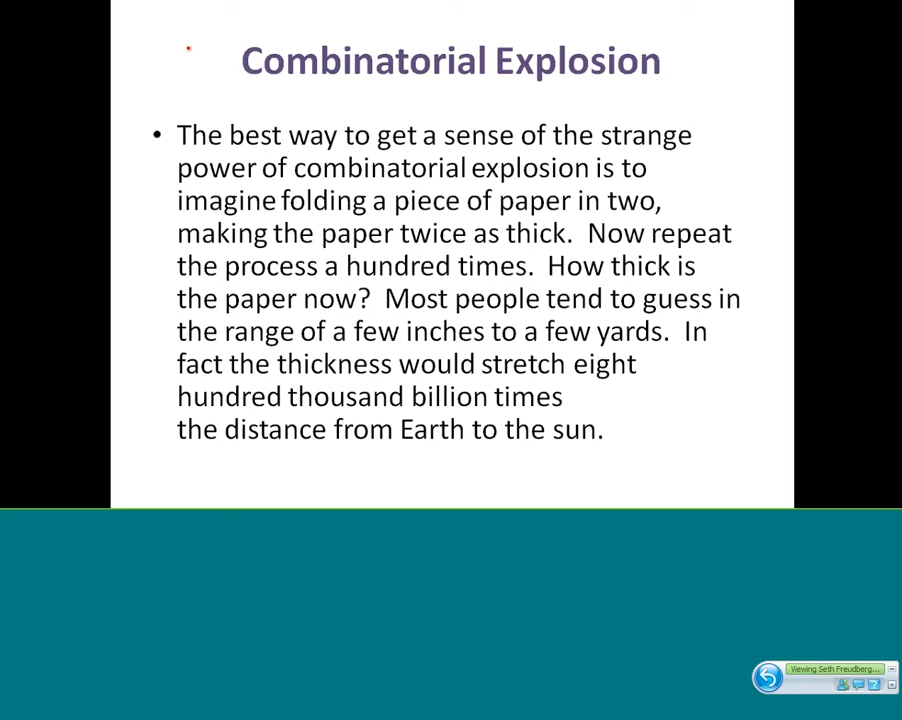 Combinatorial Explosion
• The best way to get a sense of the strange
power of combinatorial explosion is to
imagine folding a piece of paper in two,
making the paper twice as thick.  Now repeat
the process a hundred times.  How thick is
the paper now?  Most people tend to guess in
the range of a few inches to a few yards.  In
fact the thickness would stretch eight
hundred thousand billion times
the distance from Earth to the sun.
Viewing Seth Freudberg...